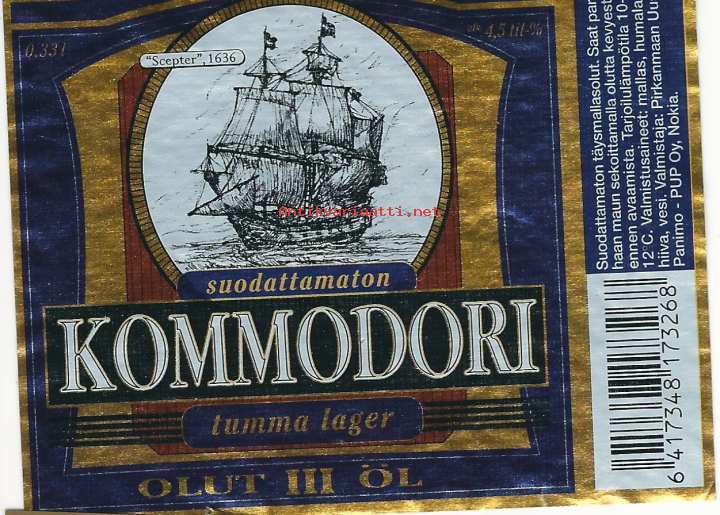 0.33 l
alk 4,5 til-%
"Scepter", 1636
Antikvariaatti.net
suodattamaton
KOMMODORI
tumma lager
OLUT III ÖL
Suodattamaton täysmallasolut. Saat par
haan maun sekoittamalla olutta kevyest
ennen avaamista. Tarjoilulämpötila 10-
12°C. Valmistusaineet: mallas, humala
hiiva, vesi. Valmistaja: Pirkanmaan Uu
Panimo - PUP Oy, Nokia.
6 417348 173268